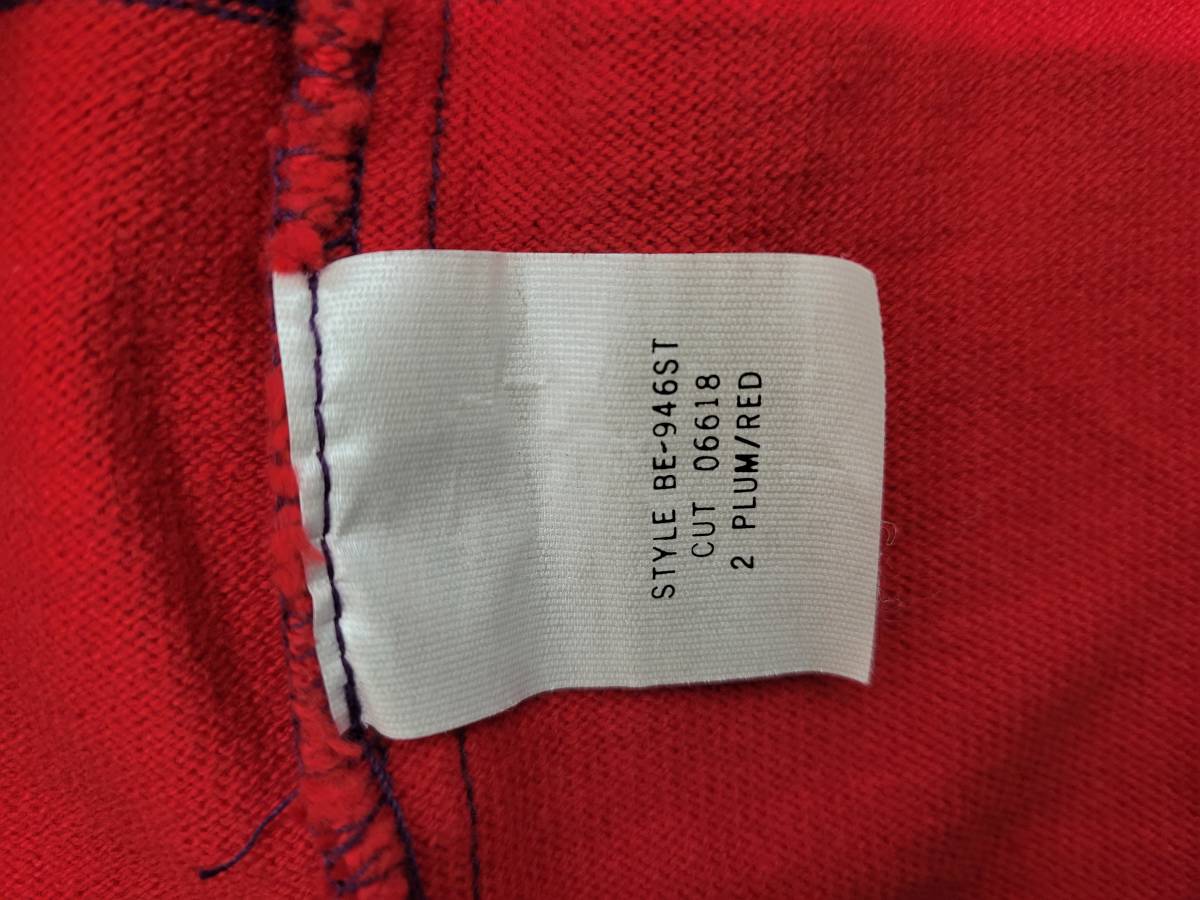 STYLE BE-946ST
CUT 06618
2 PLUM/RED